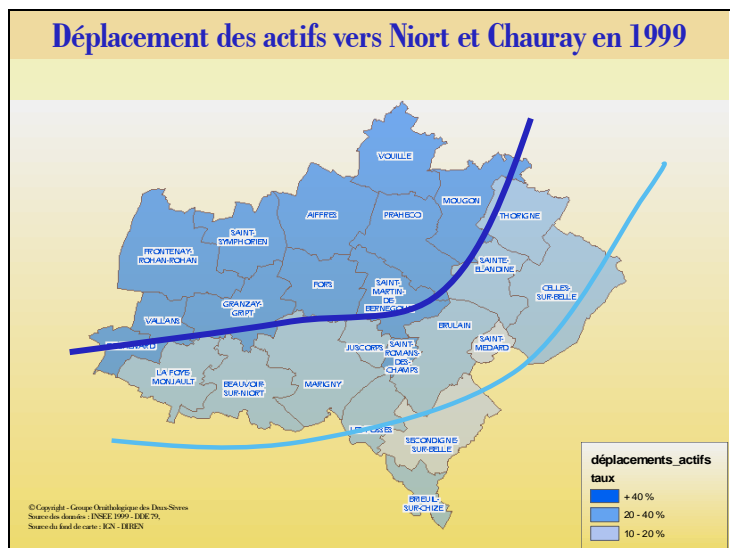 Déplacement des actifs vers Niort et Chauray en 1999
VOUILLE
MOUGON
AIFFRES
PRAHECQ
THORIGNE
SAINT-
SYMPHORIEN
FRONTENAY-
ROHAN-ROHAN
SAINTE-
BLANDINE
FORS
SAINT-
MARTIN-
DE
BERNEGOUE
CELLES-
SUR-BELLE
GRANZAY-
GRIPT
VALLANS
BRULAIN
SAINT-
MEDARD
JUSCORPS
SAINT-
ROMANS-
DES-
CHAMPS
LA FOYE-
MONJAULT
BEAUVOIR-
SUR-NIORT
MARIGNY
SECONDIGNE-
SUR-BELLE
BRIEUIL-
SUR-CHIZE
déplacements_actifs
taux
+ 40 %
20 - 40 %
10 - 20 %
© Copyright - Groupe Ornithologique des Deux-Sèvres
Source des données : INSEE 1999 - DDE 79,
Source du fond de carte : IGN - DIREN